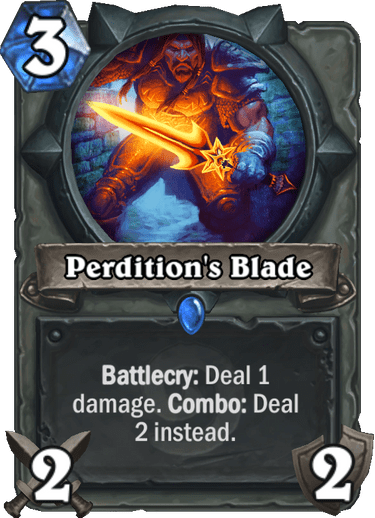 3
Perdition's Blade
Battlecry: Deal 1
damage. Combo: Deal
2 instead.
2
2